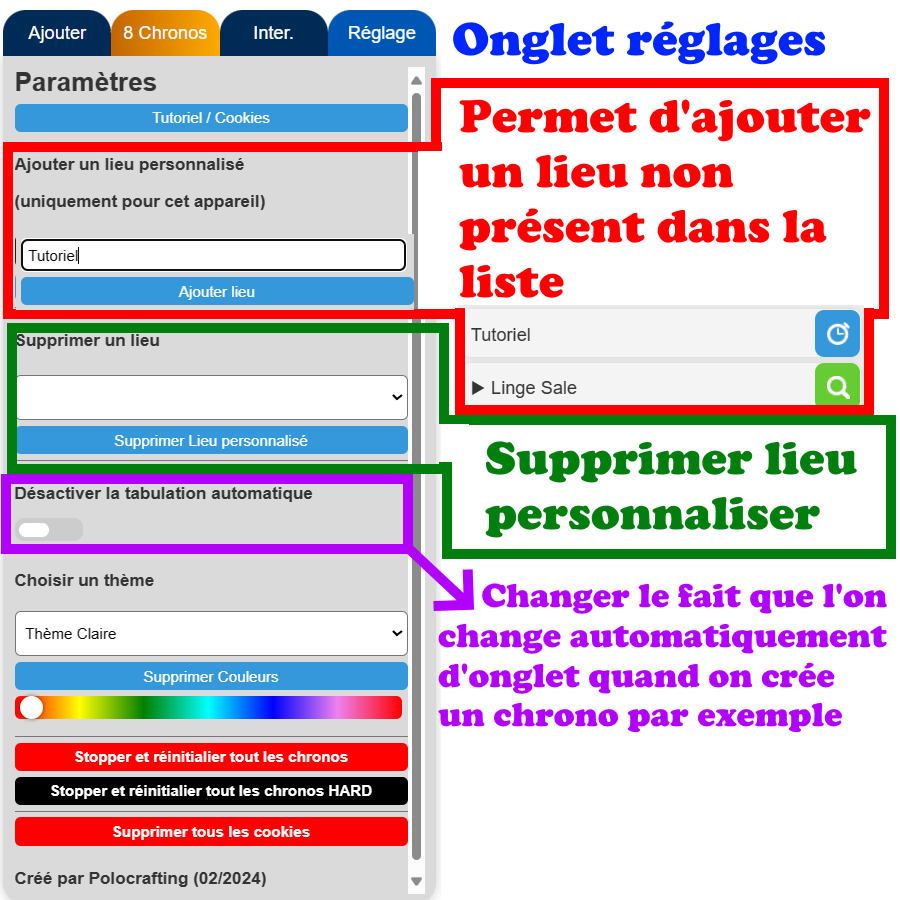 Ajouter
8 Chronos
Inter.
Réglage
Onglet réglages
Paramètres
Tutoriel / Cookies
Permet d'ajouter
un lieu non
présent dans la
liste
Ajouter un lieu personnalisé
(uniquement pour cet appareil)
Tutoriel
Ajouter lieu
Tutoriel
Linge Sale
Supprimer un lieu
Supprimer Lieu personnalisé
Supprimer lieu
personnaliser
Désactiver la tabulation automatique
Changer le fait que l'on
change automatiquement
d'onglet quand on crée
un chrono par exemple
Choisir un thème
Thème Claire
Supprimer Couleurs
Stopper et réinitialier tout les chronos
Stopper et réinitialier tout les chronos HARD
Supprimer tous les cookies
Créé par Polocrafting (02/2024)